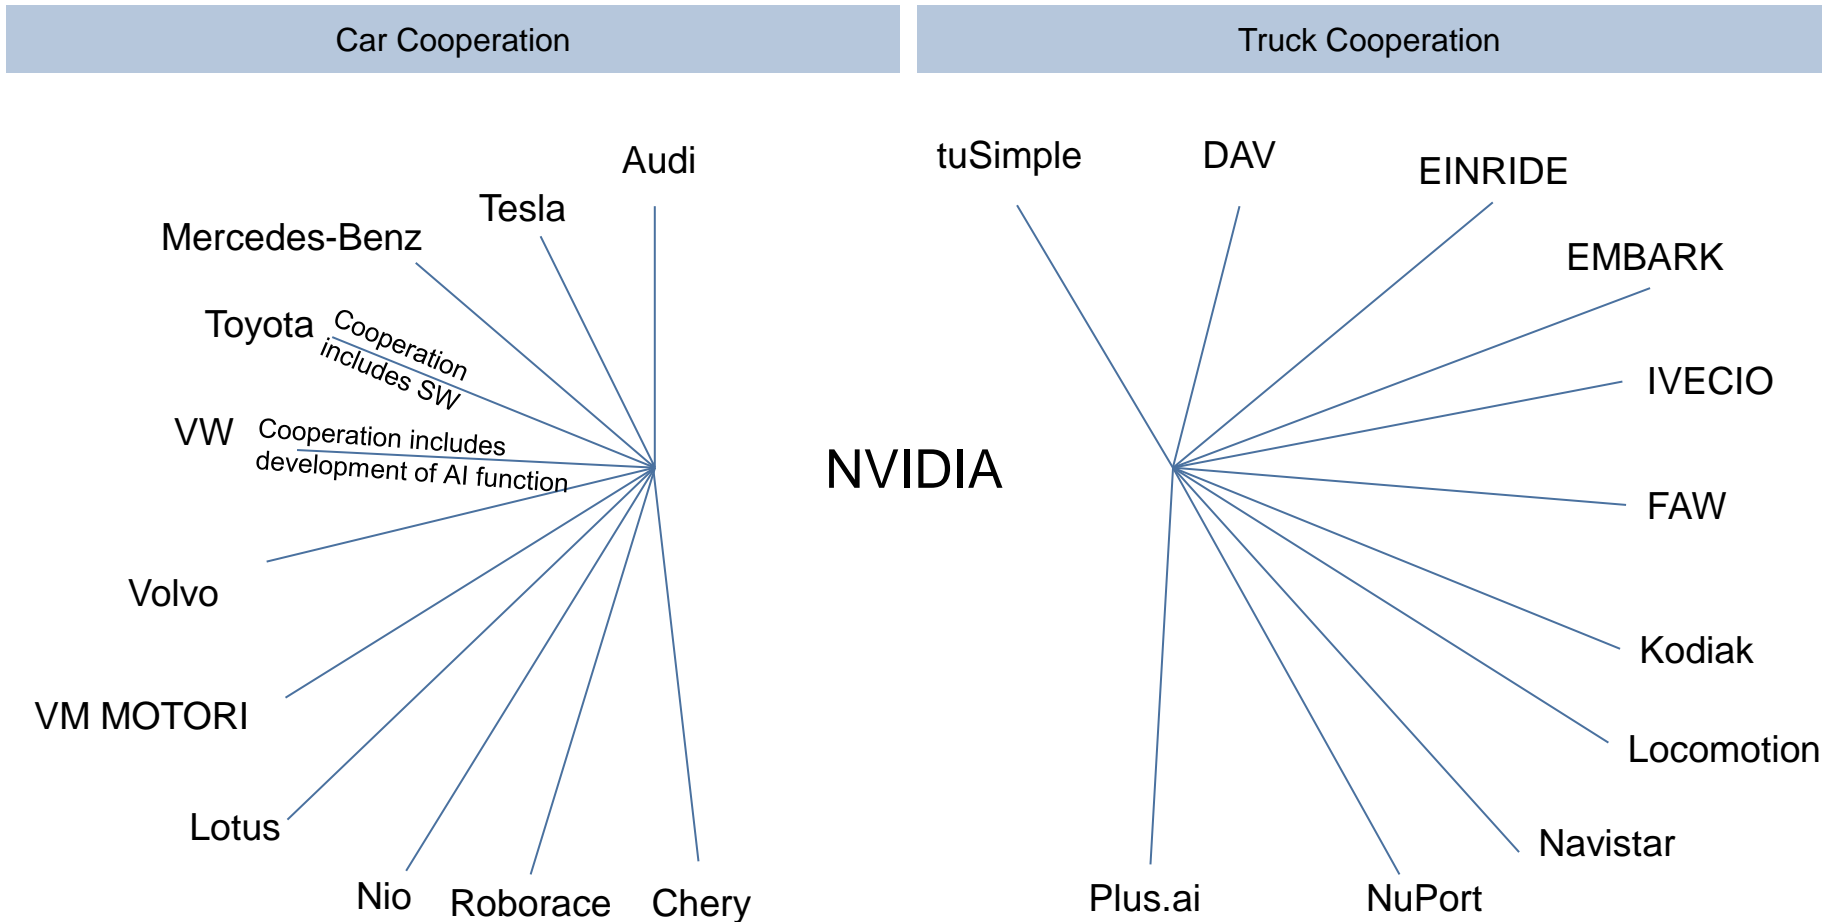 Car Cooperation
Truck Cooperation
Audi
Tesla
Mercedes-Benz
Toyota
Cooperation
includes SW
VW
Cooperation includes
development of AI function
Volvo
VM MOTORI
Lotus
Nio
Roborace
Chery
NVIDIA
tuSimple
DAV
EINRIDE
EMBARK
IVECIO
FAW
Kodiak
Locomotion
Navistar
NuPort
Plus.ai